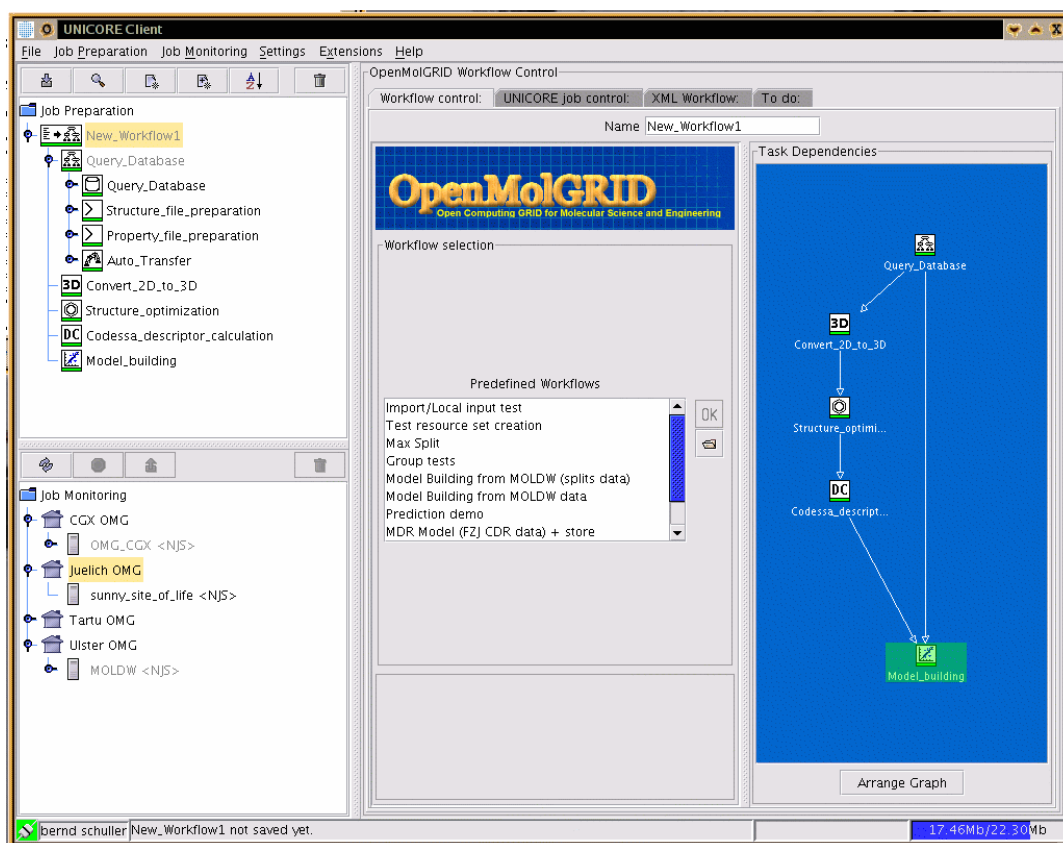 UNICORE Client
File Job Preparation Job Monitoring Settings Extensions Help
Job Preparation
New_Workflow1
Query_Database
Query_Database
Structure_file_preparation
Property_file_preparation
Auto_Transfer
3D Convert_2D_to_3D
Structure_optimization
DC Codessa_descriptor_calculation
Model_building
Job Monitoring
CGX OMG
OMG_CGX <NJS>
Juelich OMG
sunny_site_of_life <NJS>
Tartu OMG
Ulster OMG
MOLDW <NJS>
OpenMolGRID Workflow Control
Workflow control: UNICORE job control: XML Workflow: To do:
Name New_Workflow1
OpenMolGRID
Open Computing GRID for Molecular Science and Engineering
Workflow selection
Predefined Workflows
Import/Local input test
Test resource set creation
Max Split
Group tests
Model Building from MOLDW (splits data)
Model Building from MOLDW data
Prediction demo
MDR Model (FZJ CDR data) + store
OK
Task Dependencies
Query_Database
3D
Convert_2D_to_3D
Structure_optimi...
DC
Codessa_descript...
Model_building
Arrange Graph
bernd schuller New_Workflow1 not saved yet.
17.46Mb/22.30Mb